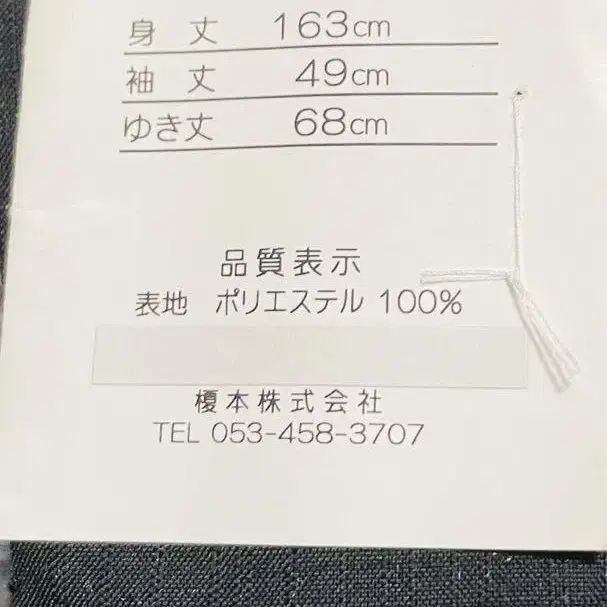 身丈 163cm
袖丈 49cm
ゆき丈 68cm
品質表示
表地 ポリエステル 100%
榎本株式会社
TEL 053-458-3707